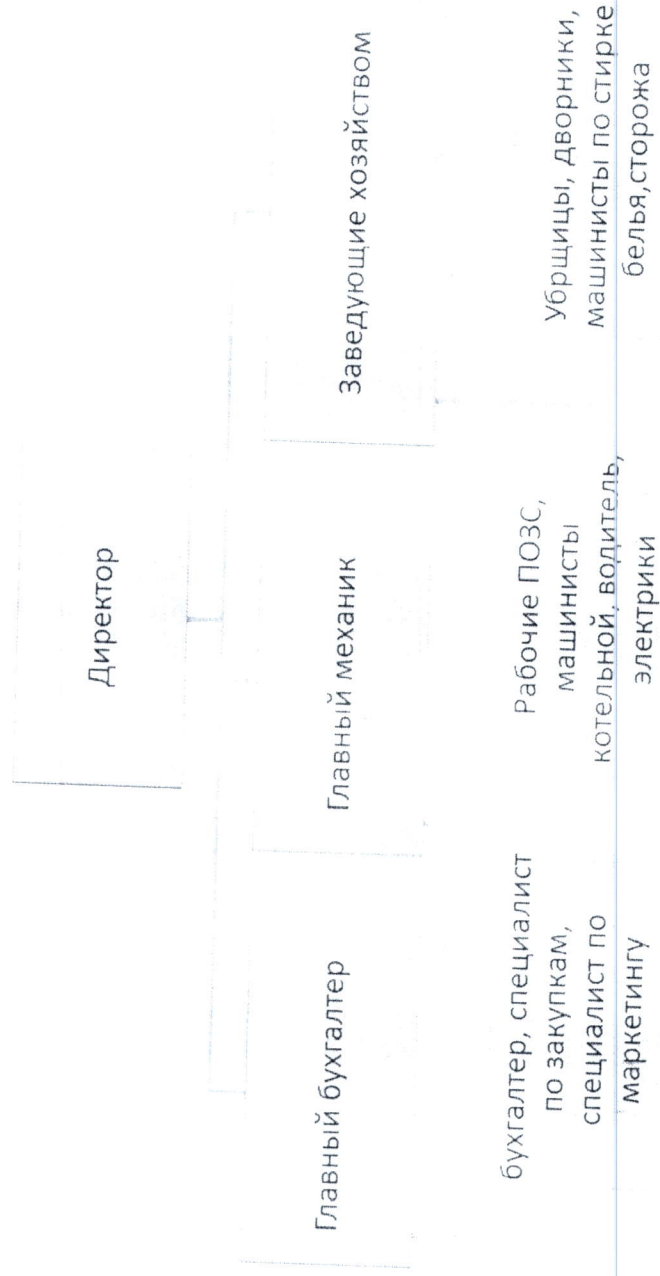 Директор
Главный бухгалтер
Главный механик
Заведующие хозяйством
бухгалтер, специалист
по закупкам,
специалист по
маркетингу
Рабочие ПОЗС,
машинисты
котельной, водитель,
электрики
Убрщицы, дворники,
машинисты по стирке
белья,сторожа